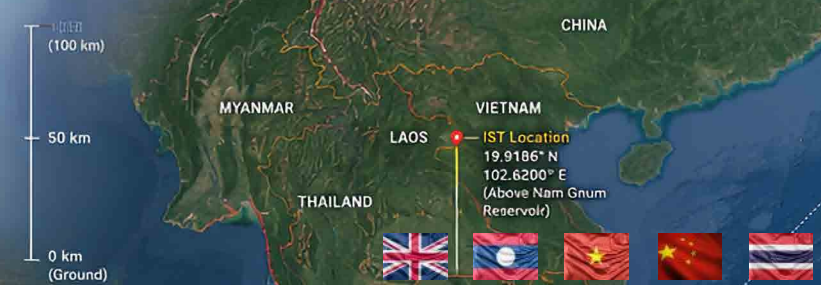 (100 km)
50 km
0 km
(Ground)
CHINA
MYANMAR
VIETNAM
LAOS
THAILAND
IST Location
19.9186° N
102.6200° E
(Above Nam Gnum
Reservoir)